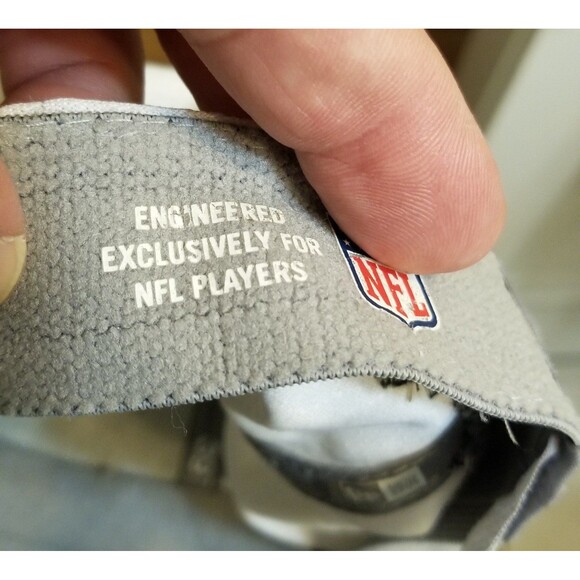 ENGINEERED
EXCLUSIVELY FOR
NFL PLAYERS
NFL